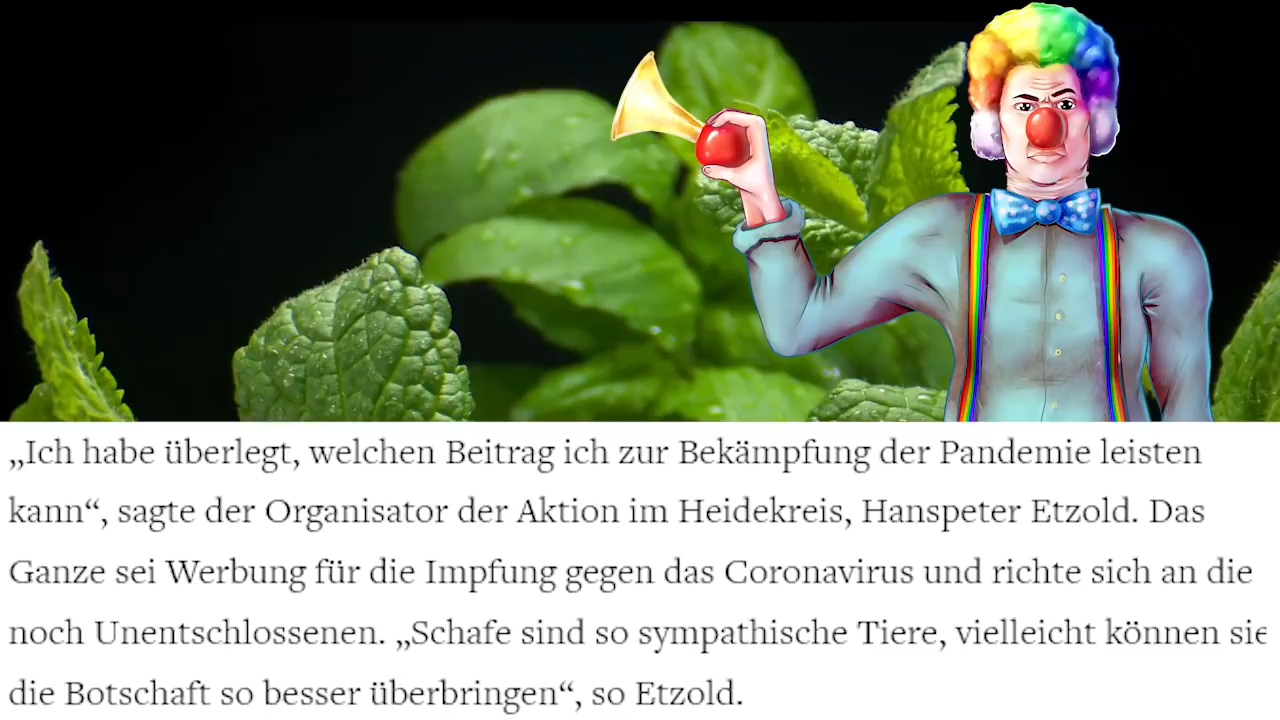 „Ich habe überlegt, welchen Beitrag ich zur Bekämpfung der Pandemie leisten
kann“, sagte der Organisator der Aktion im Heidekreis, Hanspeter Etzold. Das
Ganze sei Werbung für die Impfung gegen das Coronavirus und richte sich an die
noch Unentschlossenen. „Schafe sind so sympathische Tiere, vielleicht können sie
die Botschaft so besser überbringen“, so Etzold.